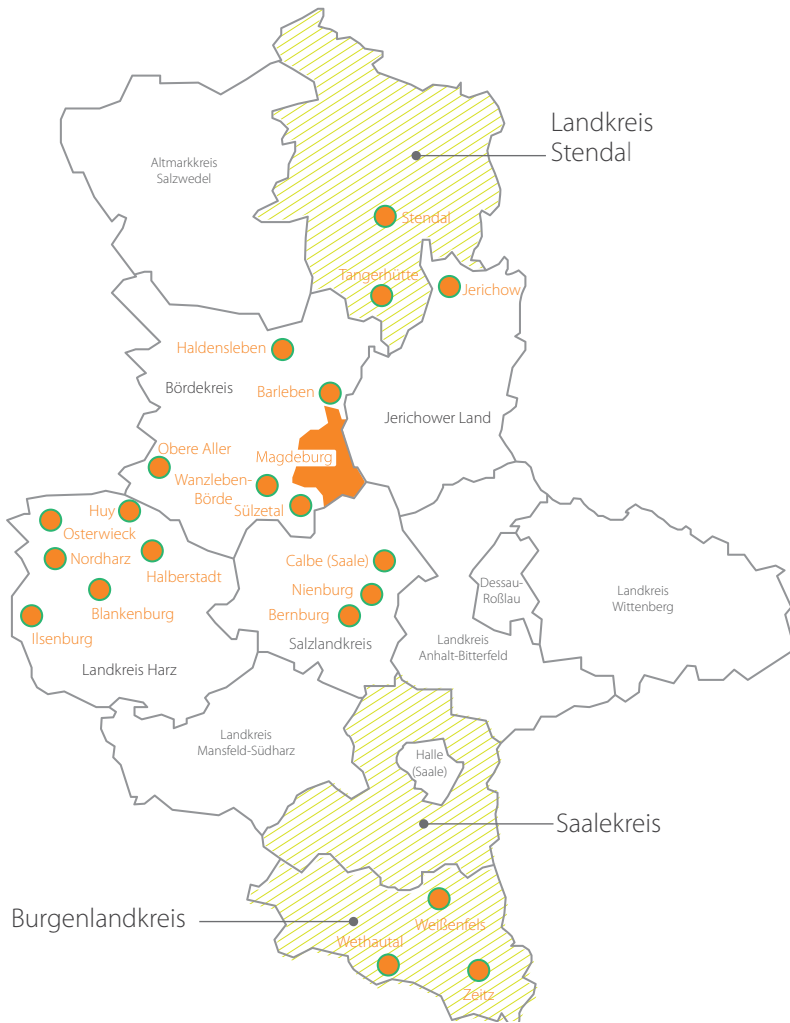 Landkreis
Stendal
Altmarkkreis
Salzwedel
Stendal
Tangerhütte
Jerichow
Haldensleben
Bördekreis
Barleben
Jerichower Land
Obere Aller
Magdeburg
Wanzleben-
Börde
Sülzetal
Huy
Osterwieck
Nordharz
Halberstadt
Blankenburg
Ilsenburg
Landkreis Harz
Calbe (Saale)
Nienburg
Bernburg
Salzlandkreis
Dessau-
Roßlau
Landkreis
Wittenberg
Landkreis
Anhalt-Bitterfeld
Landkreis
Mansfeld-Südharz
Halle
(Saale)
Saalekreis
Burgenlandkreis
Weißenfels
Wethautal
Zeitz